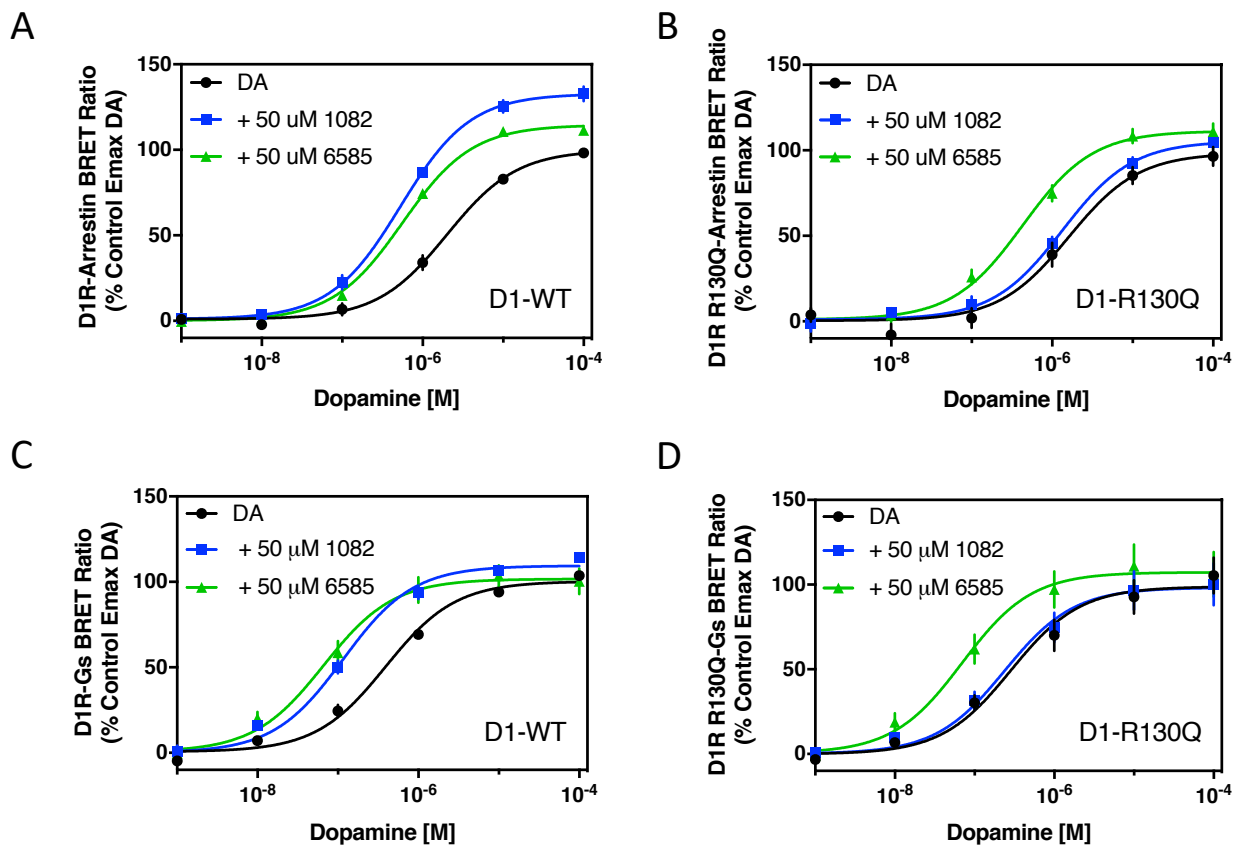 A
D1R-Arrestin BRET Ratio
(% Control Emax DA)
150
100
50
0
DA
+ 50 uM 1082
+ 50 uM 6585
D1-WT
10-8
10-6
10-4
Dopamine [M]
B
D1R R130Q-Arrestin BRET Ratio
(% Control Emax DA)
150
100
50
0
DA
+ 50 uM 1082
+ 50 uM 6585
D1-R130Q
10-8
10-6
10-4
Dopamine [M]
C
D1R-Gs BRET Ratio
(% Control Emax DA)
150
100
50
0
DA
+ 50 μM 1082
+ 50 μM 6585
D1-WT
10-8
10-6
10-4
Dopamine [M]
D
D1R R130Q-Gs BRET Ratio
(% Control Emax DA)
150
100
50
0
DA
+ 50 μM 1082
+ 50 μM 6585
D1-R130Q
10-8
10-6
10-4
Dopamine [M]